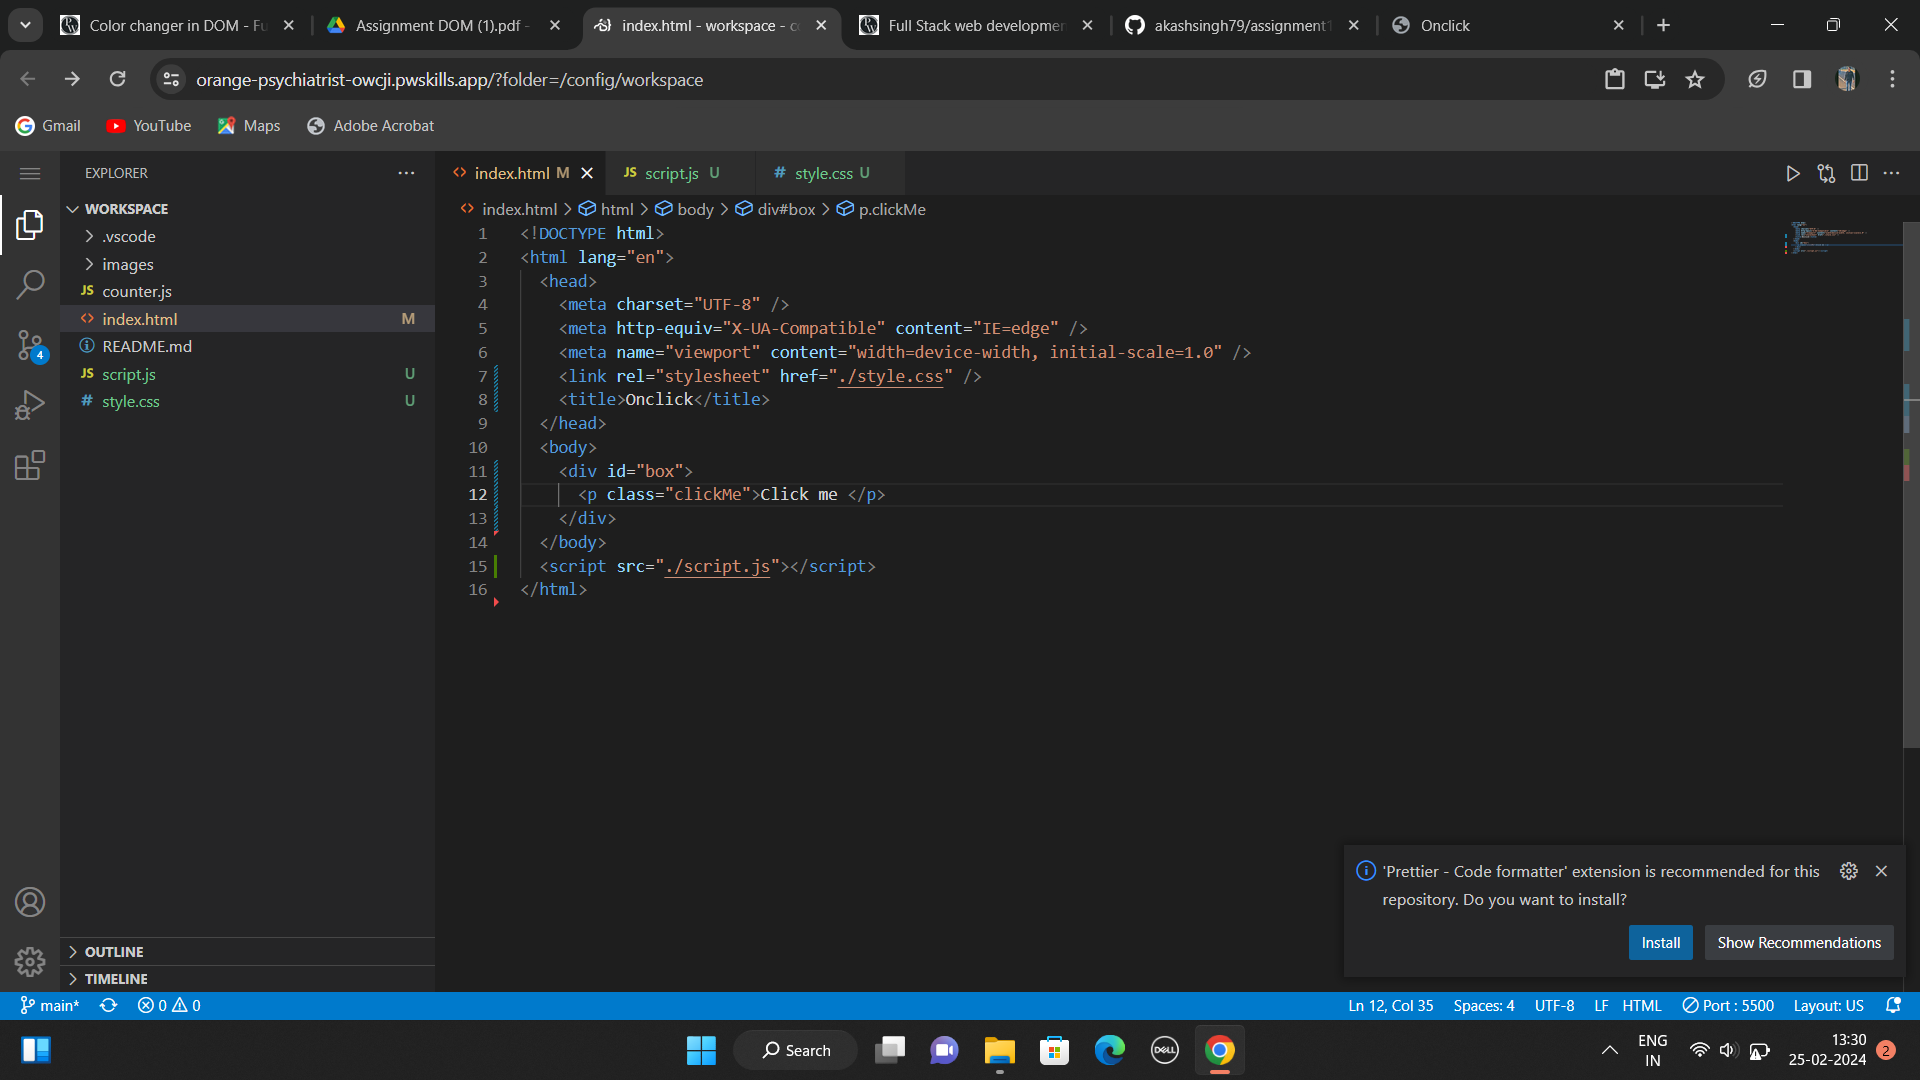 Color changer in DOM - Fu
Assignment DOM (1).pdf -
index.html - workspace - co
Full Stack web developmen
akashsingh79/assignment1
Onclick
orange-psychiatrist-owcji.pwskills.app/?folder=/config/workspace
Gmail
YouTube
Maps
Adobe Acrobat
EXPLORER
WORKSPACE
.vscode
images
JS counter.js
<> index.html M
README.md
JS script.js U
# style.css U
OUTLINE
TIMELINE
4
<> index.html M
JS script.js U
# style.css U
<> index.html > html > body > div#box > p.clickMe
1 <!DOCTYPE html>
2 <html lang="en">
3 <head>
4 <meta charset="UTF-8" />
5 <meta http-equiv="X-UA-Compatible" content="IE=edge" />
6 <meta name="viewport" content="width=device-width, initial-scale=1.0" />
7 <link rel="stylesheet" href="./style.css" />
8 <title>Onclick</title>
9 </head>
10 <body>
11 <div id="box">
12 <p class="clickMe">Click me </p>
13 </div>
14 </body>
15 <script src="./script.js"></script>
16 </html>
'Prettier - Code formatter' extension is recommended for this
repository. Do you want to install?
Install
Show Recommendations
main*
0 0
Ln 12, Col 35
Spaces: 4
UTF-8
LF
HTML
Port : 5500
Layout: US
Search
DELL
ENG
IN
13:30
25-02-2024
2